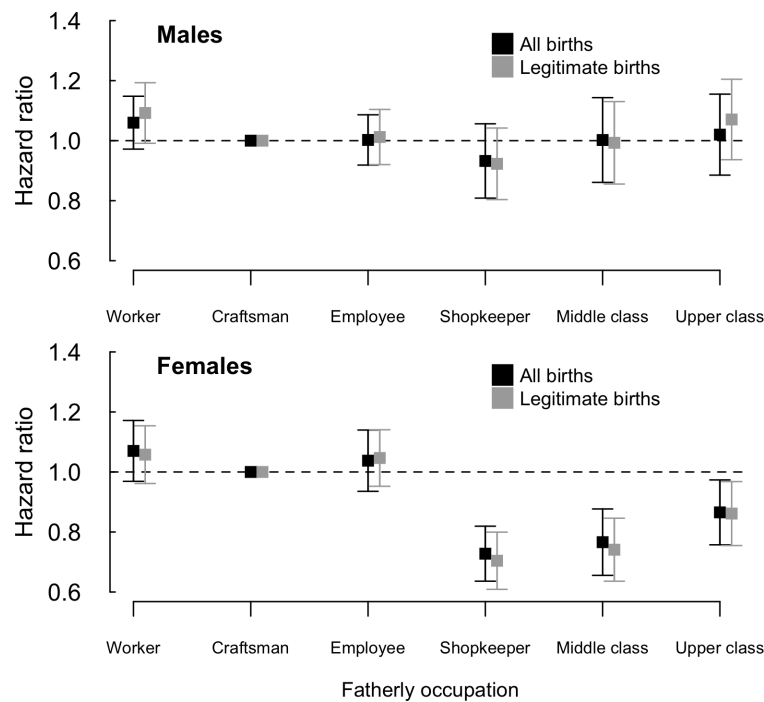 1.4
Males
All births
Legitimate births
1.2
1.0
0.8
0.6
Hazard ratio
Worker Craftsman Employee Shopkeeper Middle class Upper class
1.4
Females
All births
Legitimate births
1.2
1.0
0.8
0.6
Hazard ratio
Worker Craftsman Employee Shopkeeper Middle class Upper class
Fatherly occupation